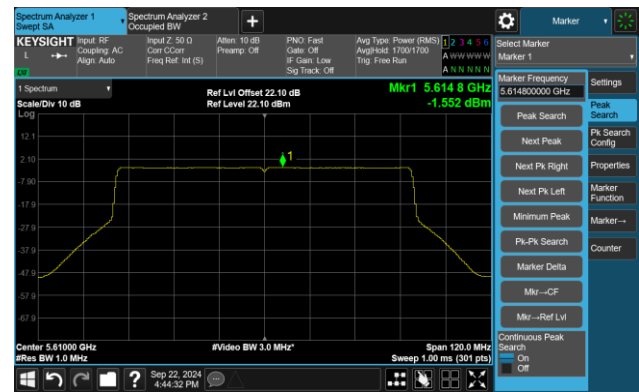 Spectrum Analyzer 1
Swept SA
Spectrum Analyzer 2
Occupied BW
+
Marker
KEYSIGHT
L
Input: RF
Coupling: AC
Align: Auto
Input Z: 50 Ω
Corr CCorr
Freq Ref: Int (S)
Atten: 10 dB
Preamp: Off
PNO: Fast
Gate: Off
IF Gain: Low
Sig Track: Off
Avg Type: Power (RMS)
Avg|Hold: 1700/1700
Trig: Free Run
1 2 3 4 5 6
A W W W W W
A N N N N N
Select Marker
Marker 1
1 Spectrum
Scale/Div 10 dB
Log
Ref Lvl Offset 22.10 dB
Ref Level 22.10 dBm
Mkr1 5.614 8 GHz
-1.552 dBm
12.1
2.10
-7.90
-17.9
-27.9
-37.9
-47.9
-57.9
-67.9
1
Center 5.61000 GHz
#Res BW 1.0 MHz
#Video BW 3.0 MHz*
Span 120.0 MHz
Sweep 1.00 ms (301 pts)
Marker Frequency
5.614800000 GHz
Peak Search
Next Peak
Next Pk Right
Next Pk Left
Minimum Peak
Pk-Pk Search
Marker Delta
Mkr→CF
Mkr→Ref Lvl
Continuous Peak
Search
On
Off
Settings
Peak
Search
Pk Search
Config
Properties
Marker
Function
Marker→
Counter
?
Sep 22, 2024
4:44:32 PM